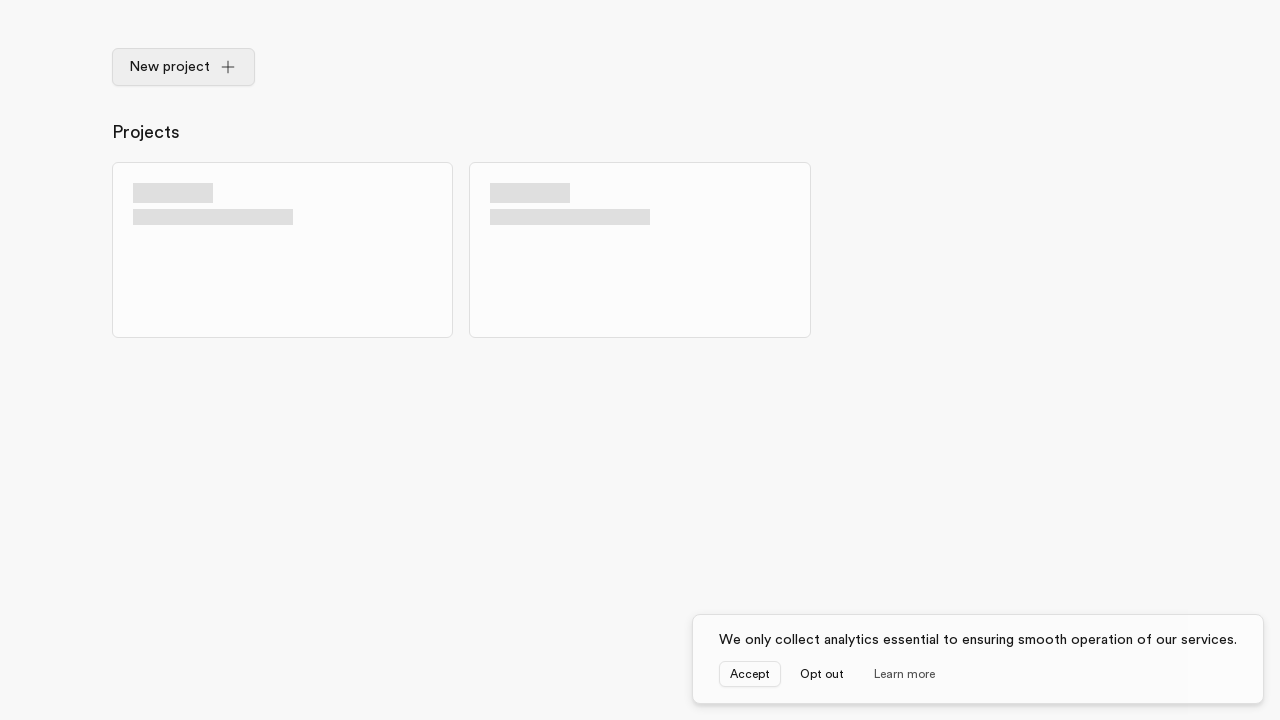 New project
Projects
We only collect analytics essential to ensuring smooth operation of our services.
Accept Opt out Learn more